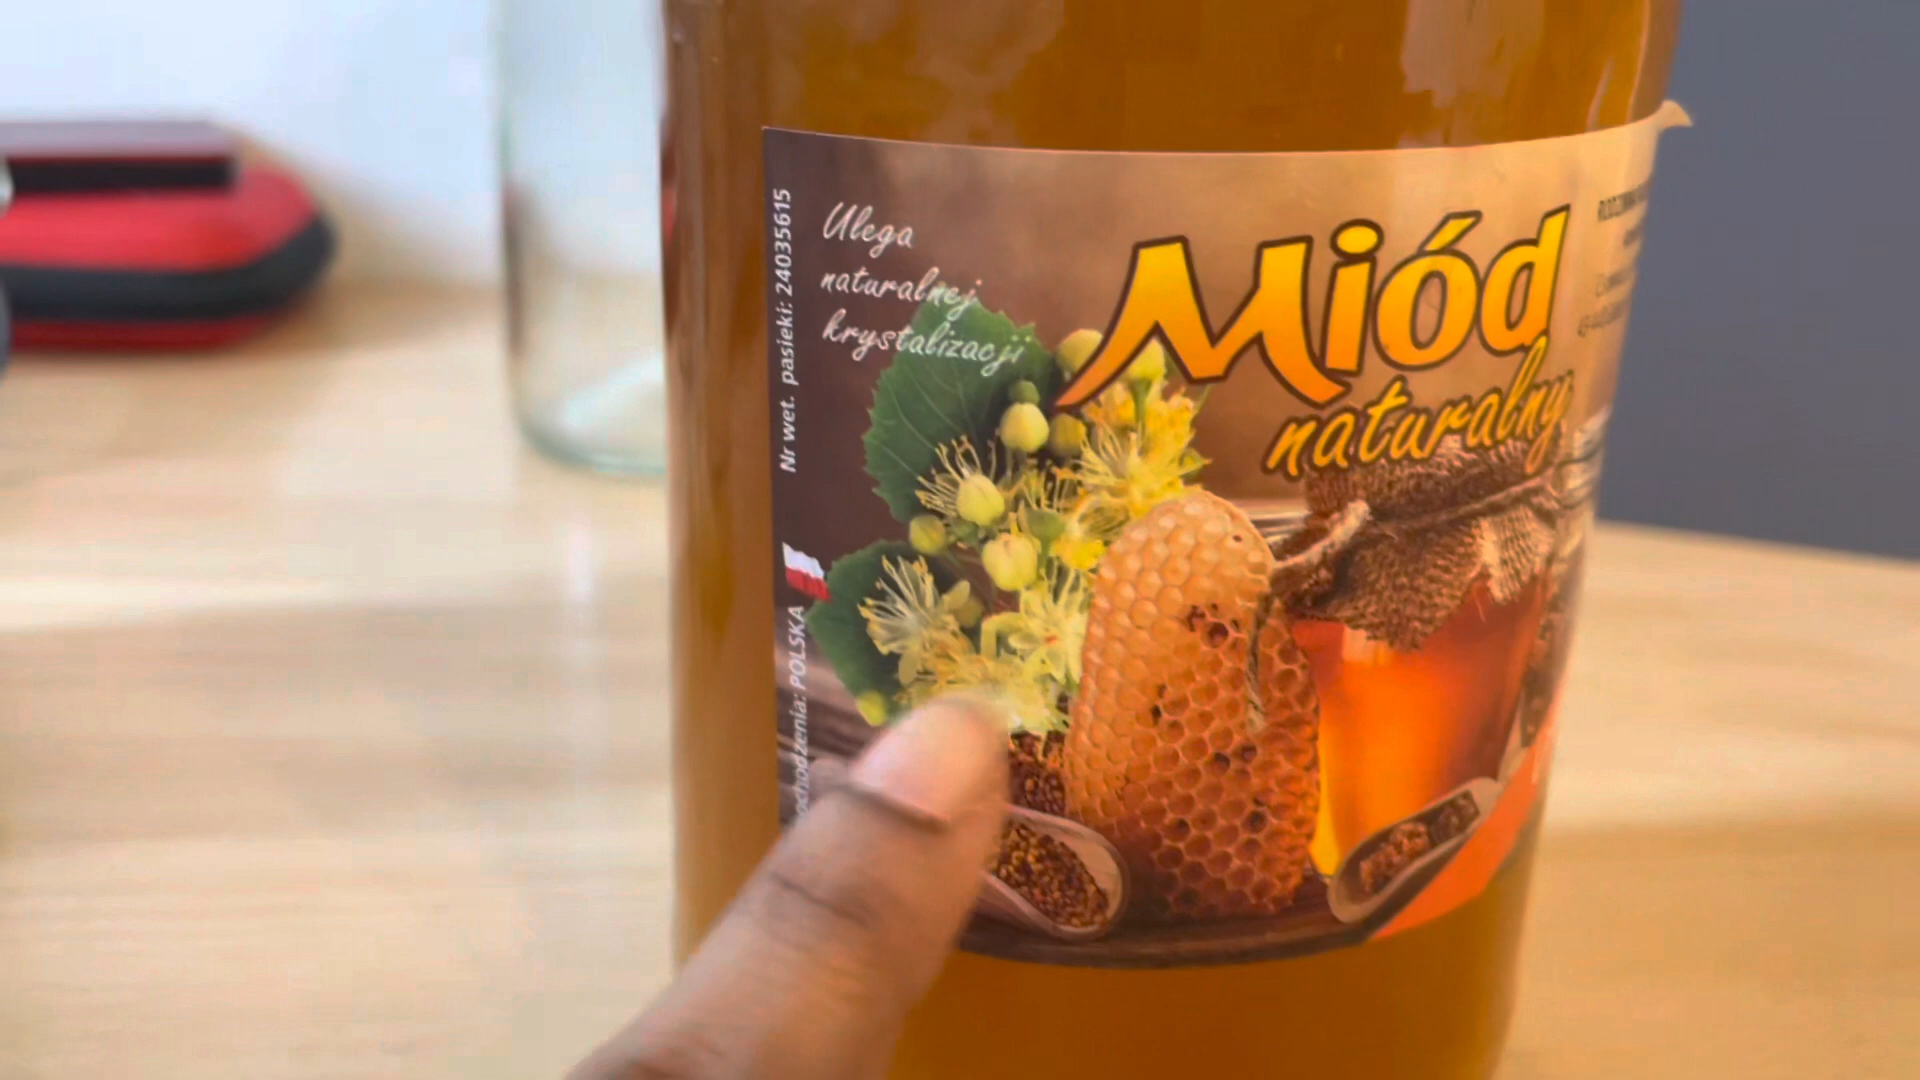 Nr wet. pasieki: 24035615
POLSKA
Ulega
naturalnej
krystalizacji
Miód
naturalny